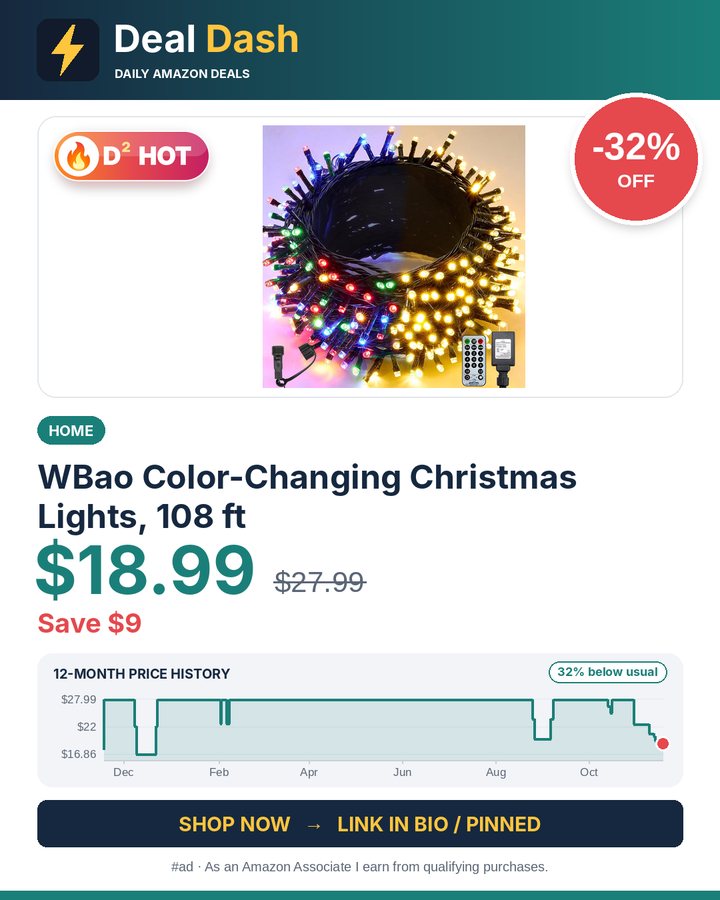 Deal Dash
DAILY AMAZON DEALS
D² HOT
-32%
OFF
HOME
WBao Color-Changing Christmas
Lights, 108 ft
$18.99 $27.99
Save $9
12-MONTH PRICE HISTORY
32% below usual
$27.99
$22
$16.86
Dec Feb Apr Jun Aug Oct
SHOP NOW → LINK IN BIO / PINNED
#ad · As an Amazon Associate I earn from qualifying purchases.